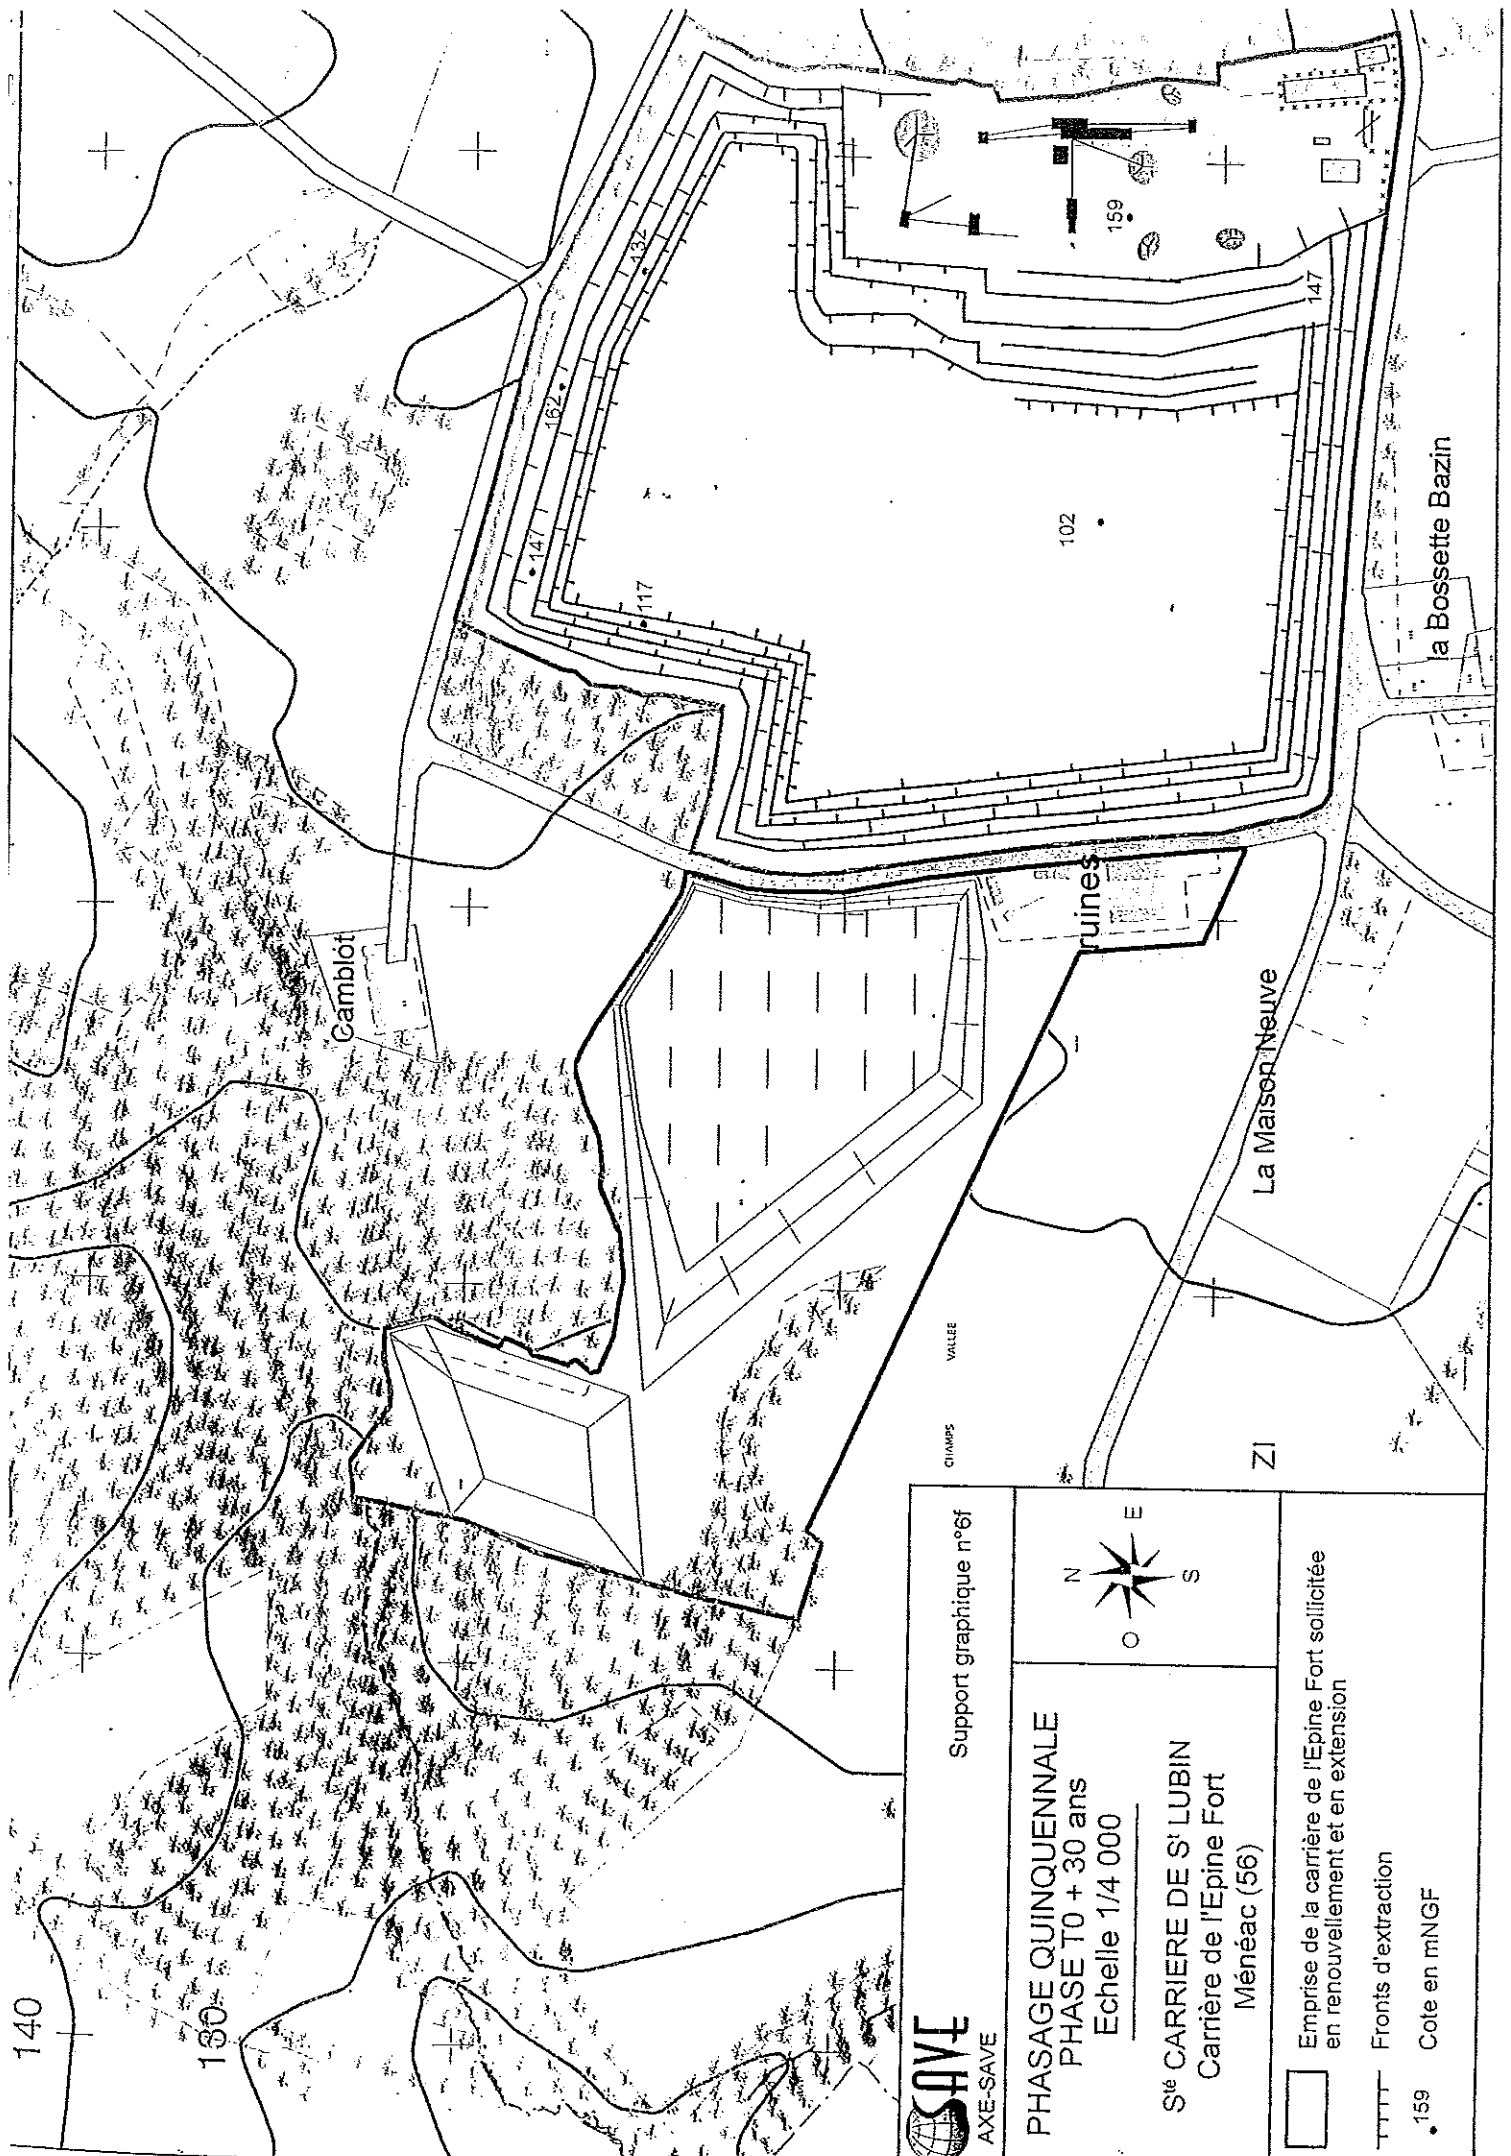 140
130
Camblot
162
132
147
117
102
159
147
ruines
la Bossette Bazin
La Maison Neuve
CHAMPS VALLEE
ZI
SAVE
AXE-SAVE
Support graphique n°6f
PHASAGE QUINQUENNALE
PHASE T0 + 30 ans
Echelle 1/4 000
N
O
E
S
Sté CARRIERE DE St LUBIN
Carrière de l'Epine Fort
Ménéac (56)
Emprise de la carrière de l'Epine Fort sollicitée
en renouvellement et en extension
Fronts d'extraction
159 Cote en mNGF